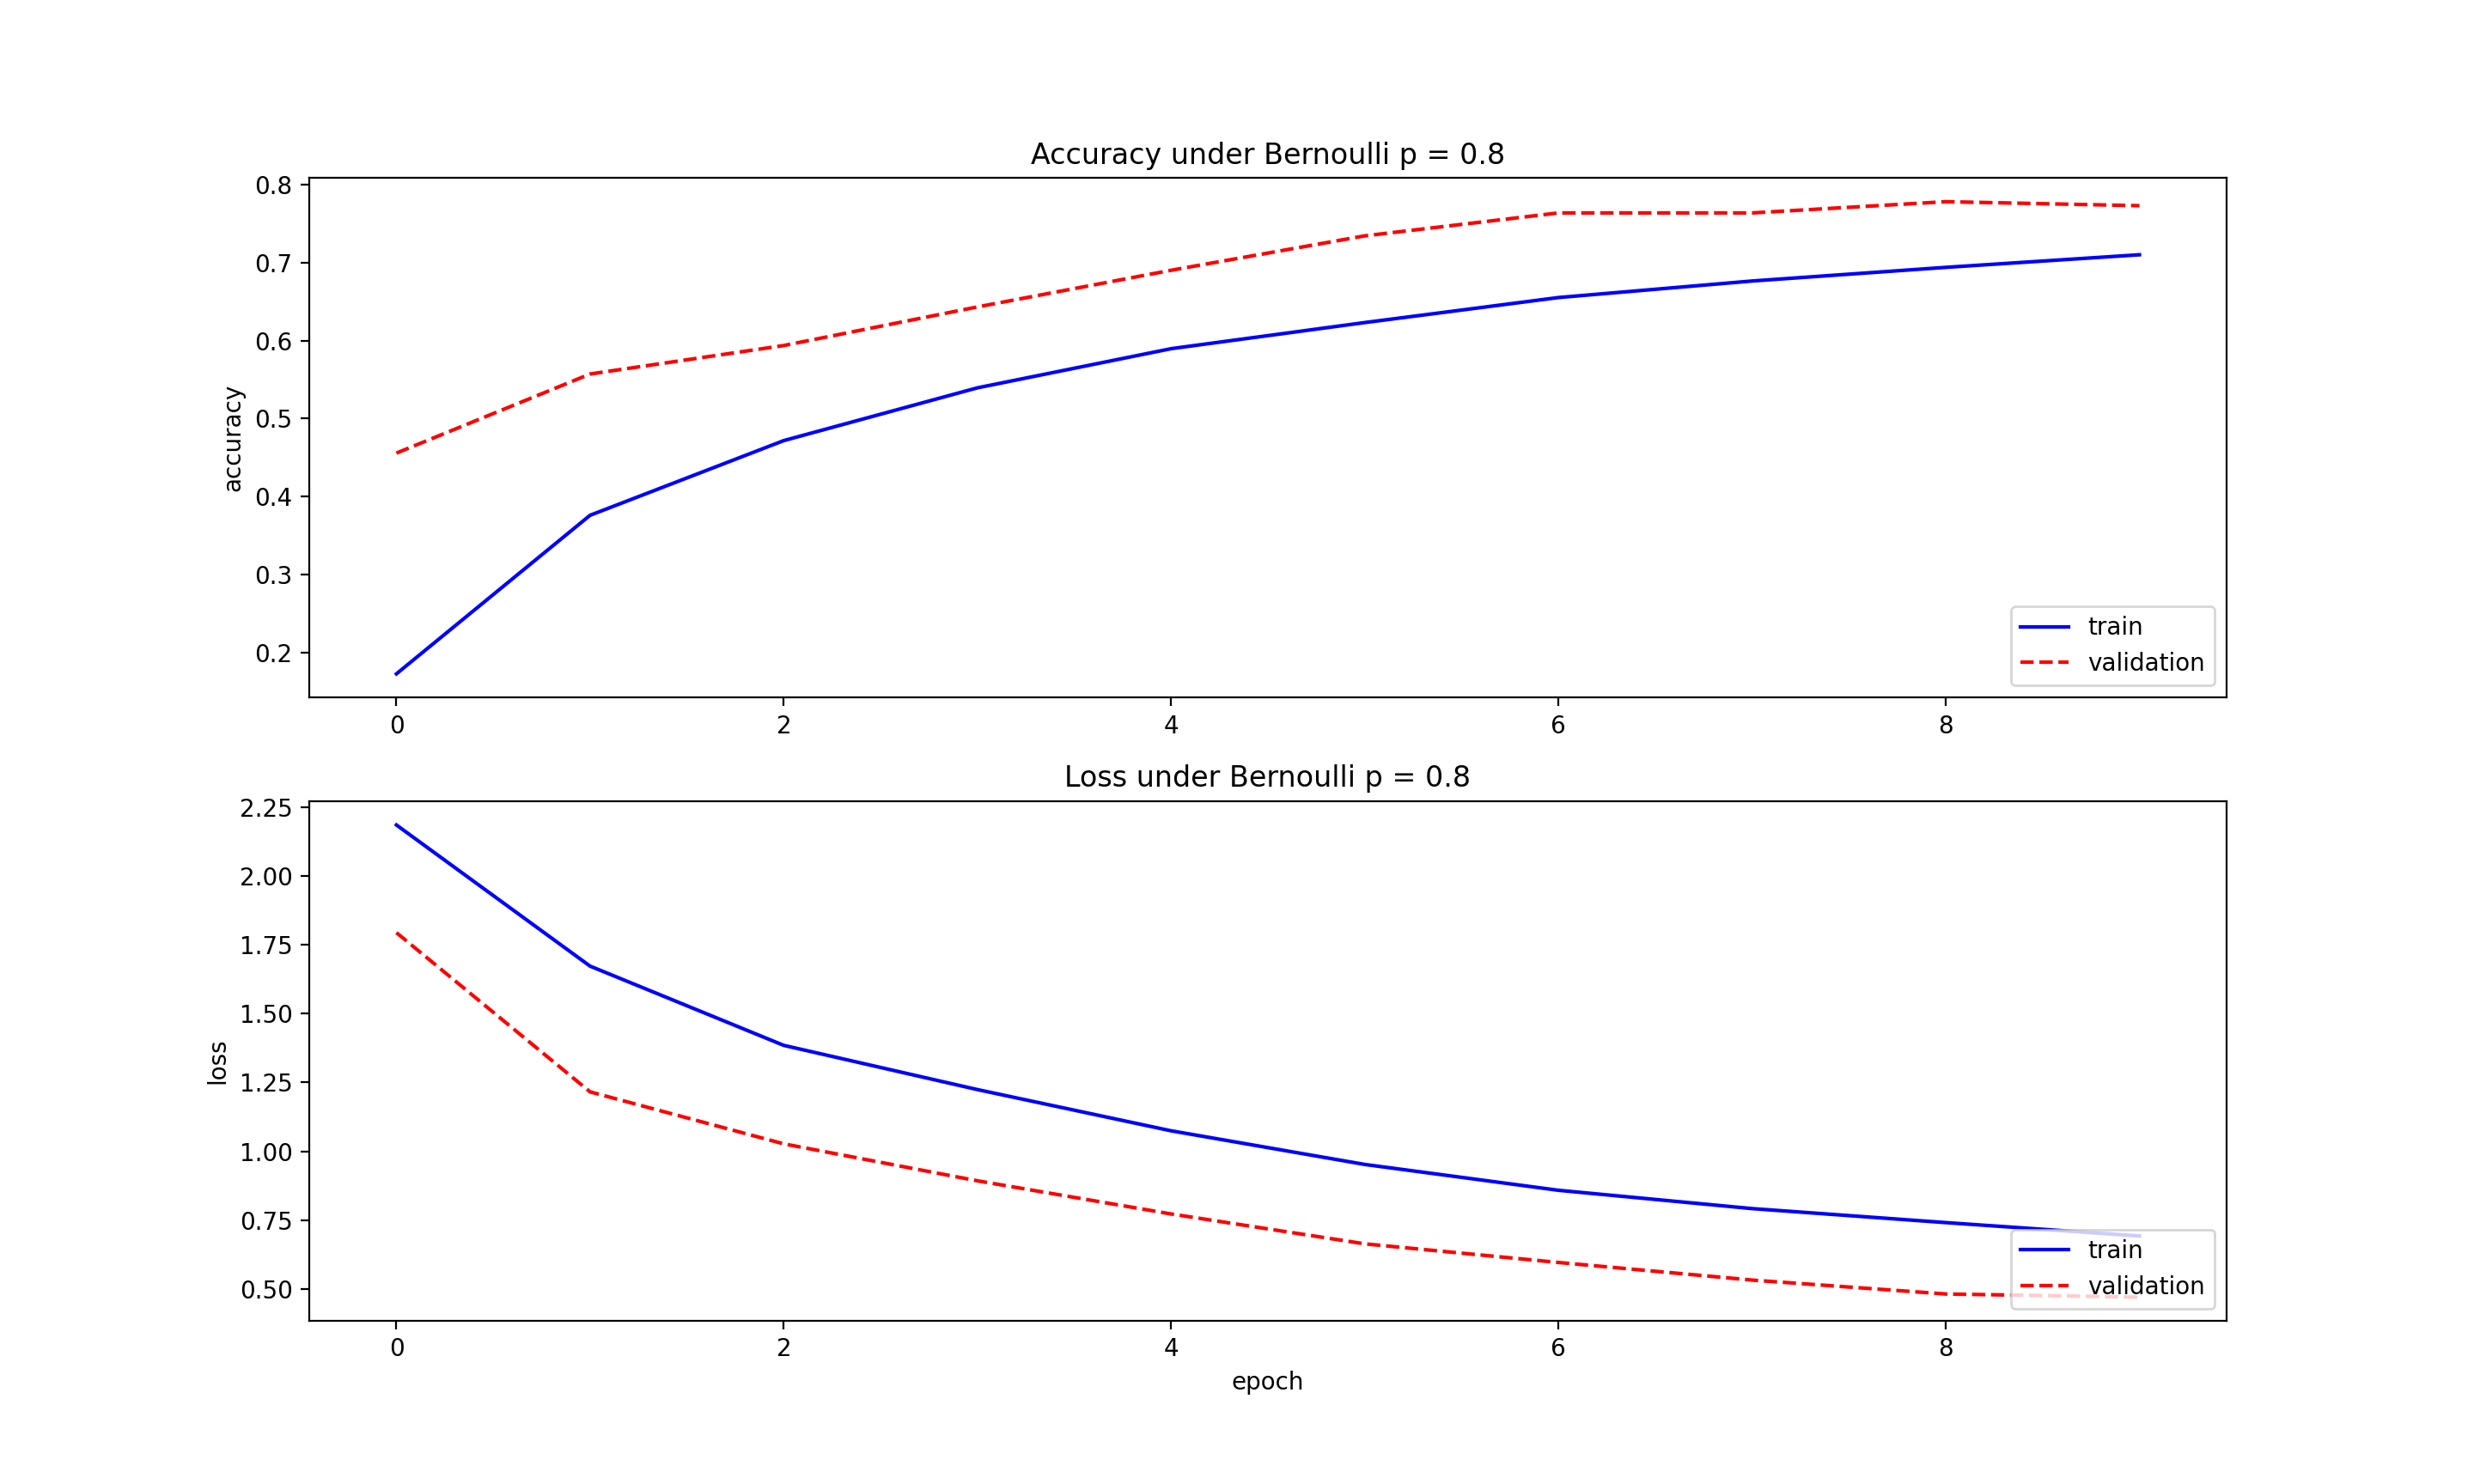 Accuracy under Bernoulli p = 0.8
0.8
0.7
0.6
0.5
0.4
0.3
0.2
accuracy
train
validation
0 2 4 6 8
Loss under Bernoulli p = 0.8
2.25
2.00
1.75
1.50
1.25
1.00
0.75
0.50
loss
train
validation
0 2 4 6 8
epoch